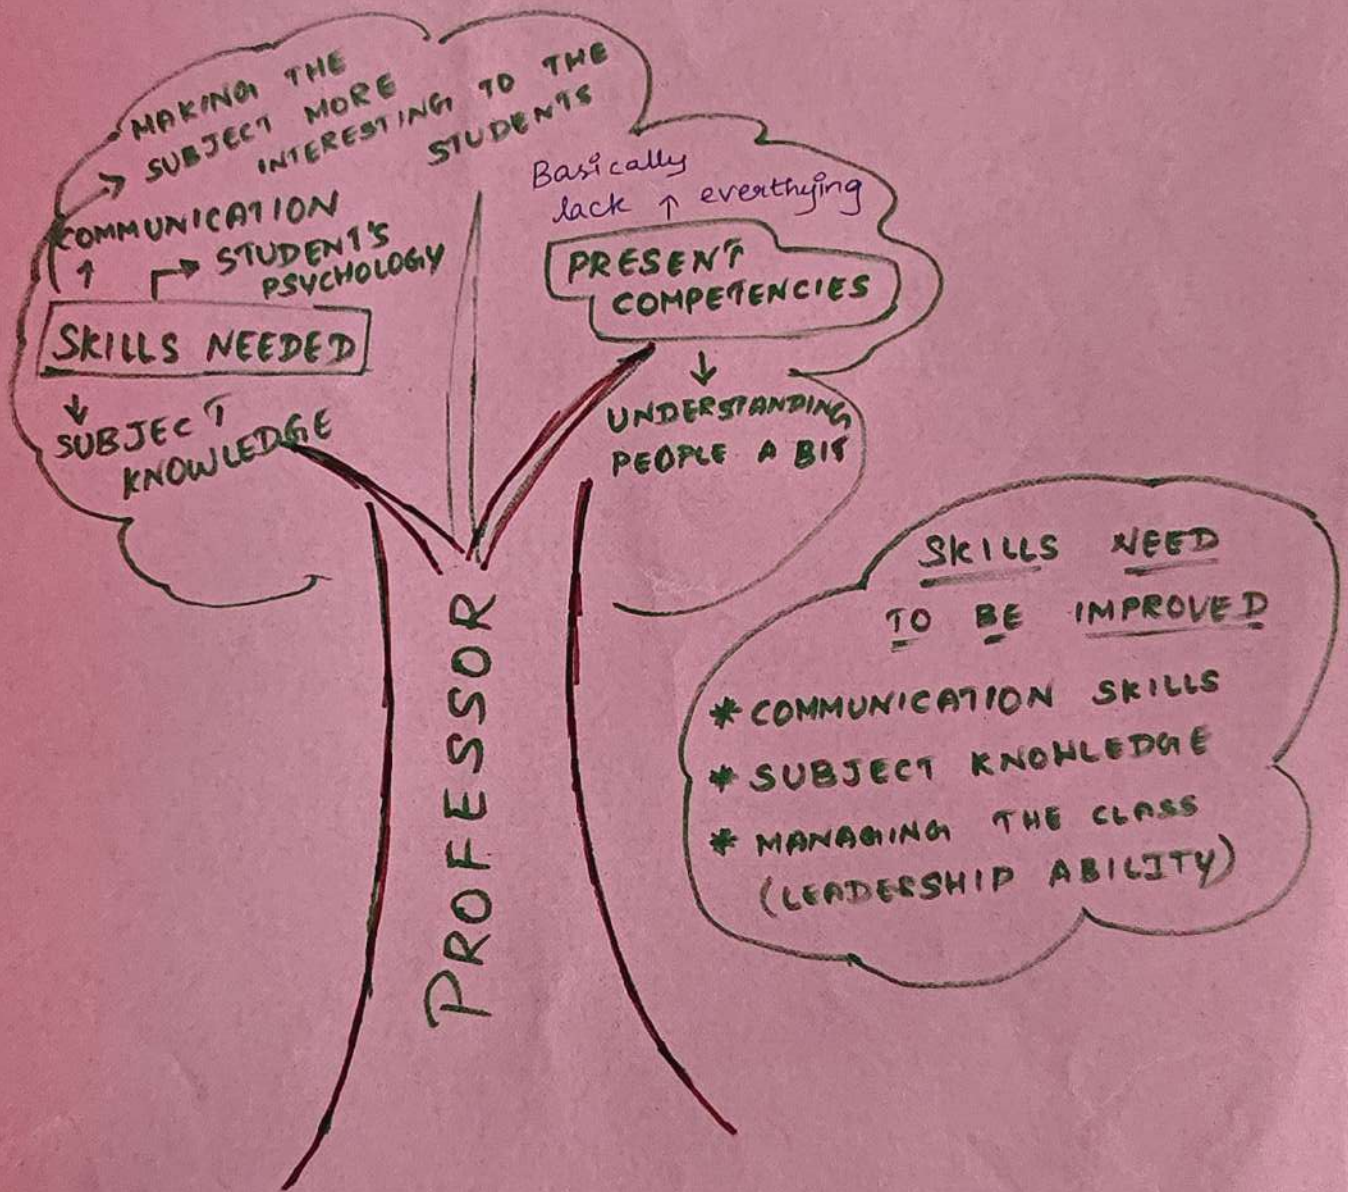 MAKING THE
SUBJECT MORE
INTERESTING TO THE
STUDENTS
COMMUNICATION
STUDENT'S
PSYCHOLOGY
SKILLS NEEDED
SUBJECT
KNOWLEDGE
Basically
lack everthying
PRESENT
COMPETENCIES
UNDERSTANDING
PEOPLE A BIT
PROFESSOR
SKILLS NEED
TO BE IMPROVED
* COMMUNICATION SKILLS
* SUBJECT KNOWLEDGE
* MANAGING THE CLASS
(LEADERSHIP ABILITY)